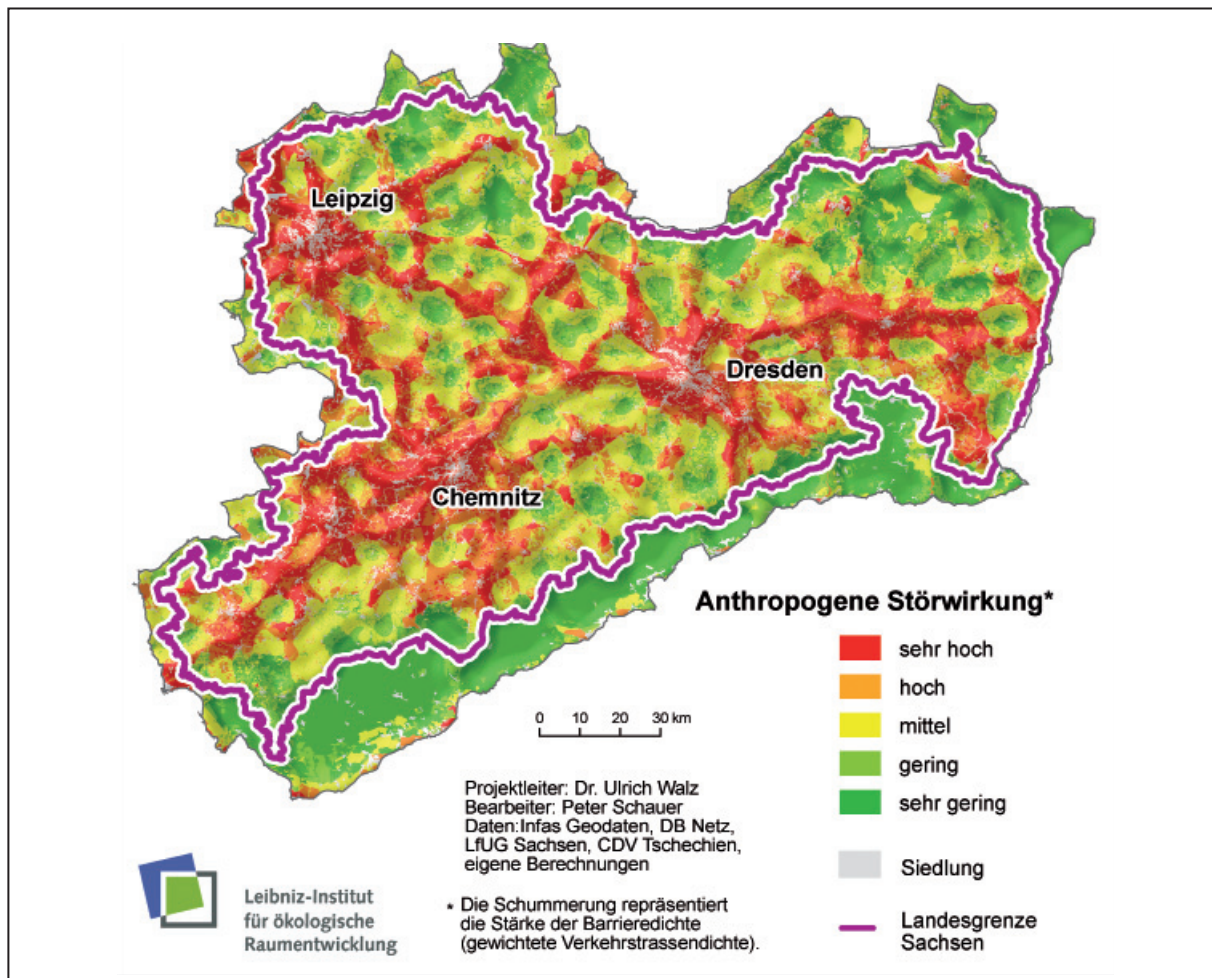 Leipzig
Dresden
Chemnitz
Anthropogene Störwirkung*
sehr hoch
hoch
mittel
gering
sehr gering
Siedlung
Landesgrenze
Sachsen
0 10 20 30 km
Projektleiter: Dr. Ulrich Walz
Bearbeiter: Peter Schauer
Daten:Infas Geodaten, DB Netz,
LfUG Sachsen, CDV Tschechien,
eigene Berechnungen
* Die Schummerung repräsentiert
die Stärke der Barrieredichte
(gewichtete Verkehrstrassendichte).
Leibniz-Institut
für ökologische
Raumentwicklung